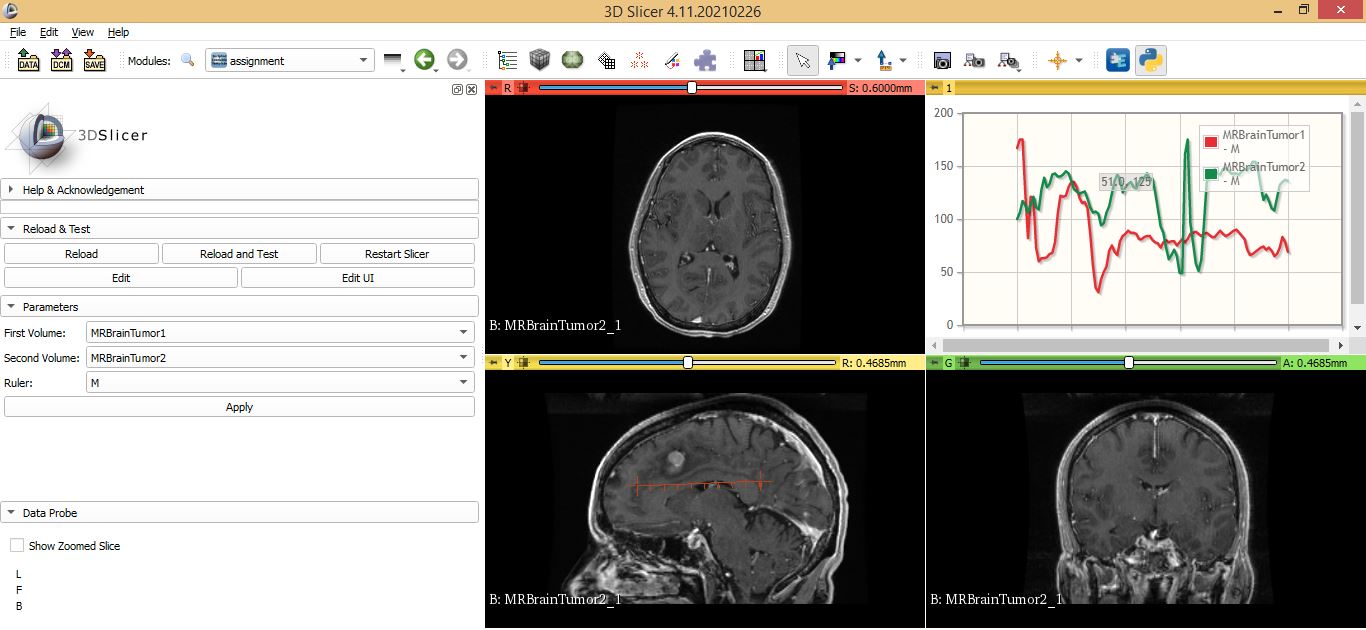 3D Slicer 4.11.20210226
File Edit View Help
DATA DCM SAVE Modules: assignment
3DSlicer
Help & Acknowledgement
Reload & Test
Reload Reload and Test Restart Slicer
Edit Edit UI
Parameters
First Volume: MRBrainTumor1
Second Volume: MRBrainTumor2
Ruler: M
Apply
Data Probe
Show Zoomed Slice
L
F
B
R S: 0.6000mm
B: MRBrainTumor2_1
1
200
150
100
50
0
MRBrainTumor1
- M
MRBrainTumor2
- M
Y R: 0.4685mm
B: MRBrainTumor2_1
G A: 0.4685mm
B: MRBrainTumor2_1